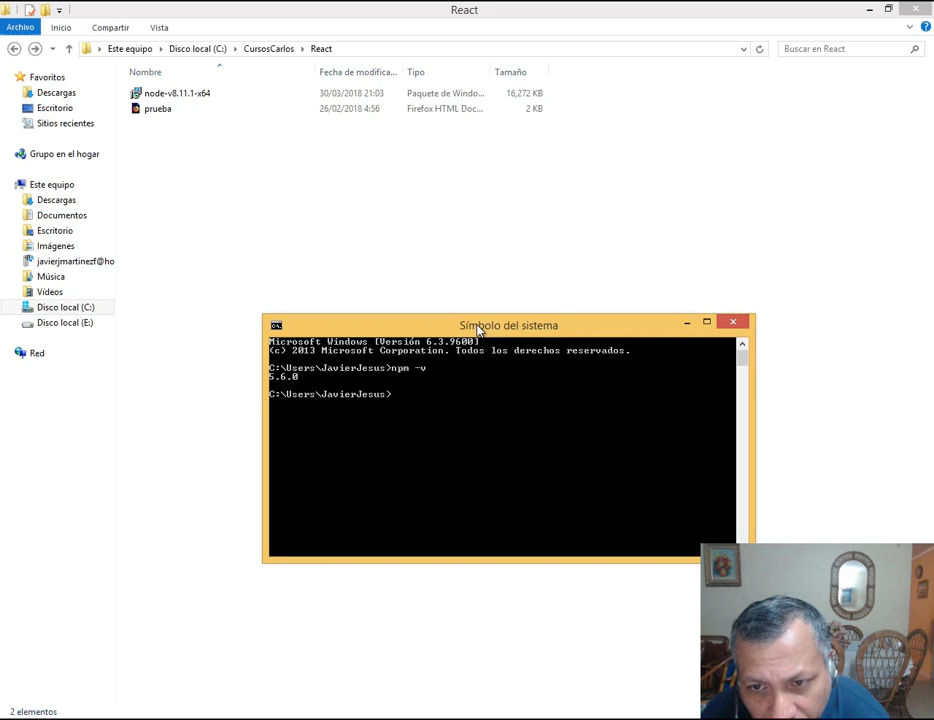 React
Archivo Inicio Compartir Vista
Este equipo Disco local (C:) CursosCarlos React
Buscar en React
Nombre Fecha de modifica... Tipo Tamaño
node-v8.11.1-x64 30/03/2018 21:03 Paquete de Windo... 16,272 KB
prueba 26/02/2018 4:56 Firefox HTML Doc... 2 KB
Favoritos
Descargas
Escritorio
Sitios recientes
Grupo en el hogar
Este equipo
Descargas
Documentos
Escritorio
Imágenes
javierjmartinezf@ho
Música
Vídeos
Disco local (C:)
Disco local (E:)
Red
Símbolo del sistema
Microsoft Windows [Versión 6.3.9600]
(c) 2013 Microsoft Corporation. Todos los derechos reservados.
C:\Users\JavierJesus>npm -v
5.6.0
C:\Users\JavierJesus>
2 elementos